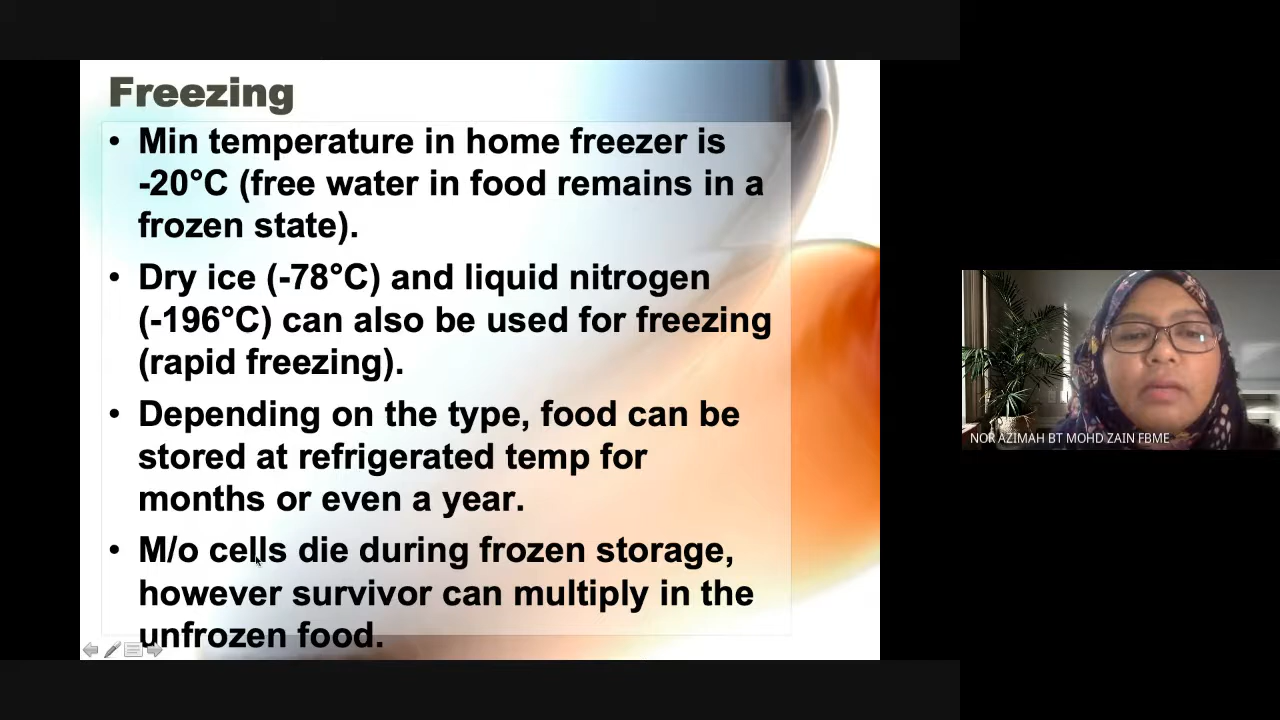 Freezing
• Min temperature in home freezer is
-20°C (free water in food remains in a
frozen state).
• Dry ice (-78°C) and liquid nitrogen
(-196°C) can also be used for freezing
(rapid freezing).
• Depending on the type, food can be
stored at refrigerated temp for
months or even a year.
• M/o cells die during frozen storage,
however survivor can multiply in the
unfrozen food.
NOR AZIMAH BT MOHD ZAIN FBME